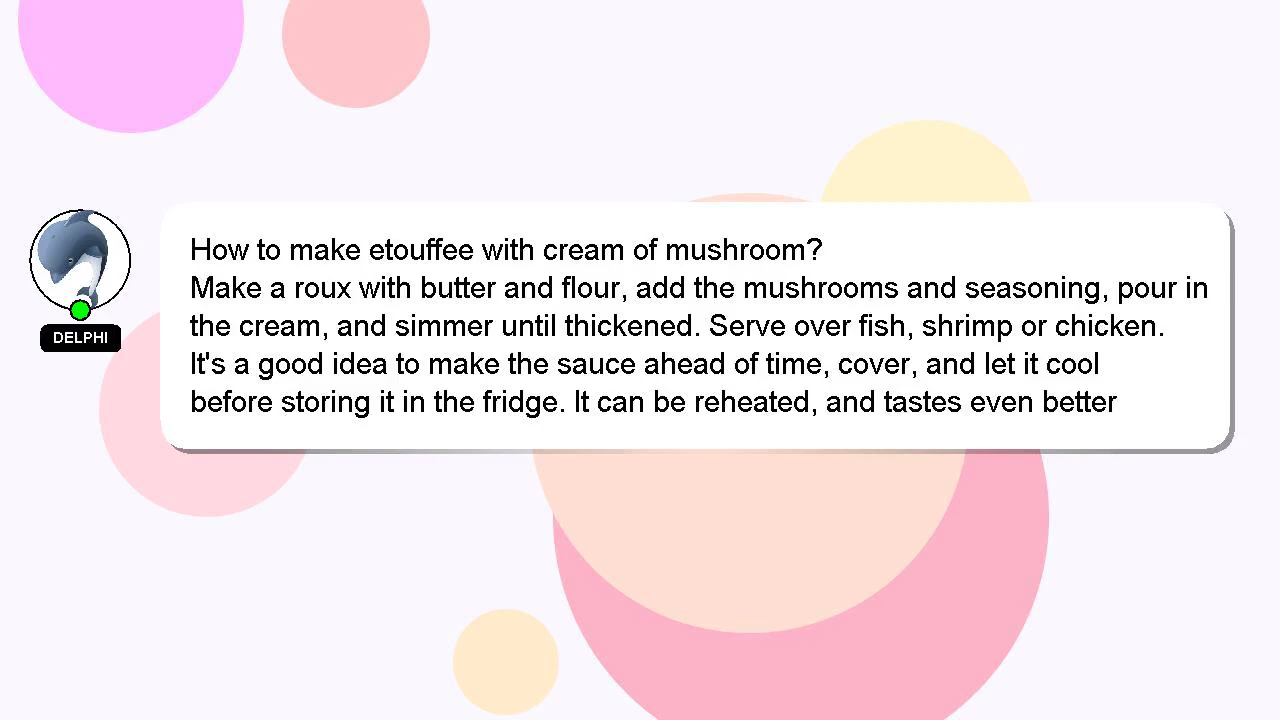 How to make etouffee with cream of mushroom?
Make a roux with butter and flour, add the mushrooms and seasoning, pour in
the cream, and simmer until thickened. Serve over fish, shrimp or chicken.
It's a good idea to make the sauce ahead of time, cover, and let it cool
before storing it in the fridge. It can be reheated, and tastes even better
DELPHI